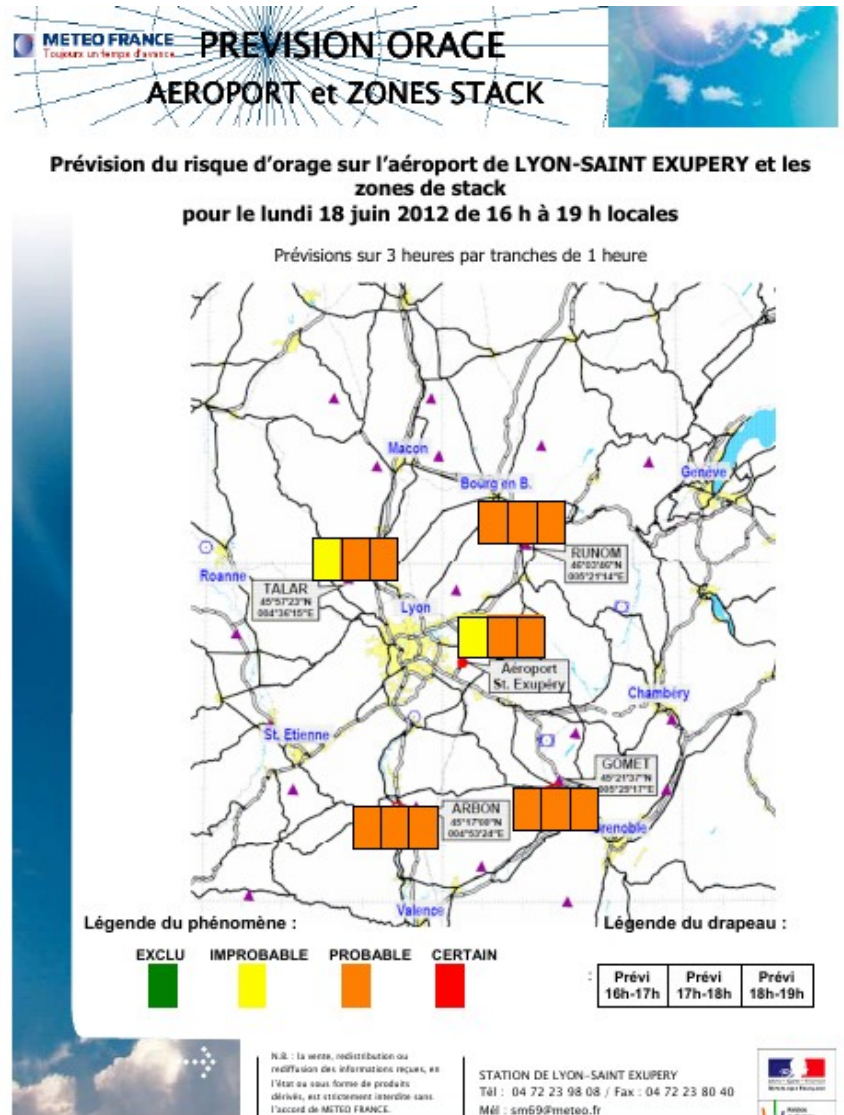 METEO FRANCE
Toujours un temps d'avance
PREVISION ORAGE
AEROPORT et ZONES STACK
Prévision du risque d'orage sur l'aéroport de LYON-SAINT EXUPERY et les
zones de stack
pour le lundi 18 juin 2012 de 16 h à 19 h locales
Prévisions sur 3 heures par tranches de 1 heure
Macon
Bourg en B.
Genève
RUNOM
46°03'46"N
005°21'14"E
Roanne
TALAR
45°57'23"N
004°36'15"E
Lyon
Aéroport
St. Exupéry
Chambéry
St. Etienne
GOMET
45°21'37"N
005°29'17"E
ARBON
45°17'00"N
004°53'24"E
Grenoble
Valence
Légende du phénomène :
Légende du drapeau :
EXCLU IMPROBABLE PROBABLE CERTAIN
:
Prévi Prévi Prévi
16h-17h 17h-18h 18h-19h
N.B. : la vente, redistribution ou
rediffusion des informations reçues, en
l'état ou sous forme de produits
dérivés, est strictement interdite sans
l'accord de METEO FRANCE.
STATION DE LYON-SAINT EXUPERY
Tél : 04 72 23 98 08 / Fax : 04 72 23 80 40
Mél : sm69@meteo.fr